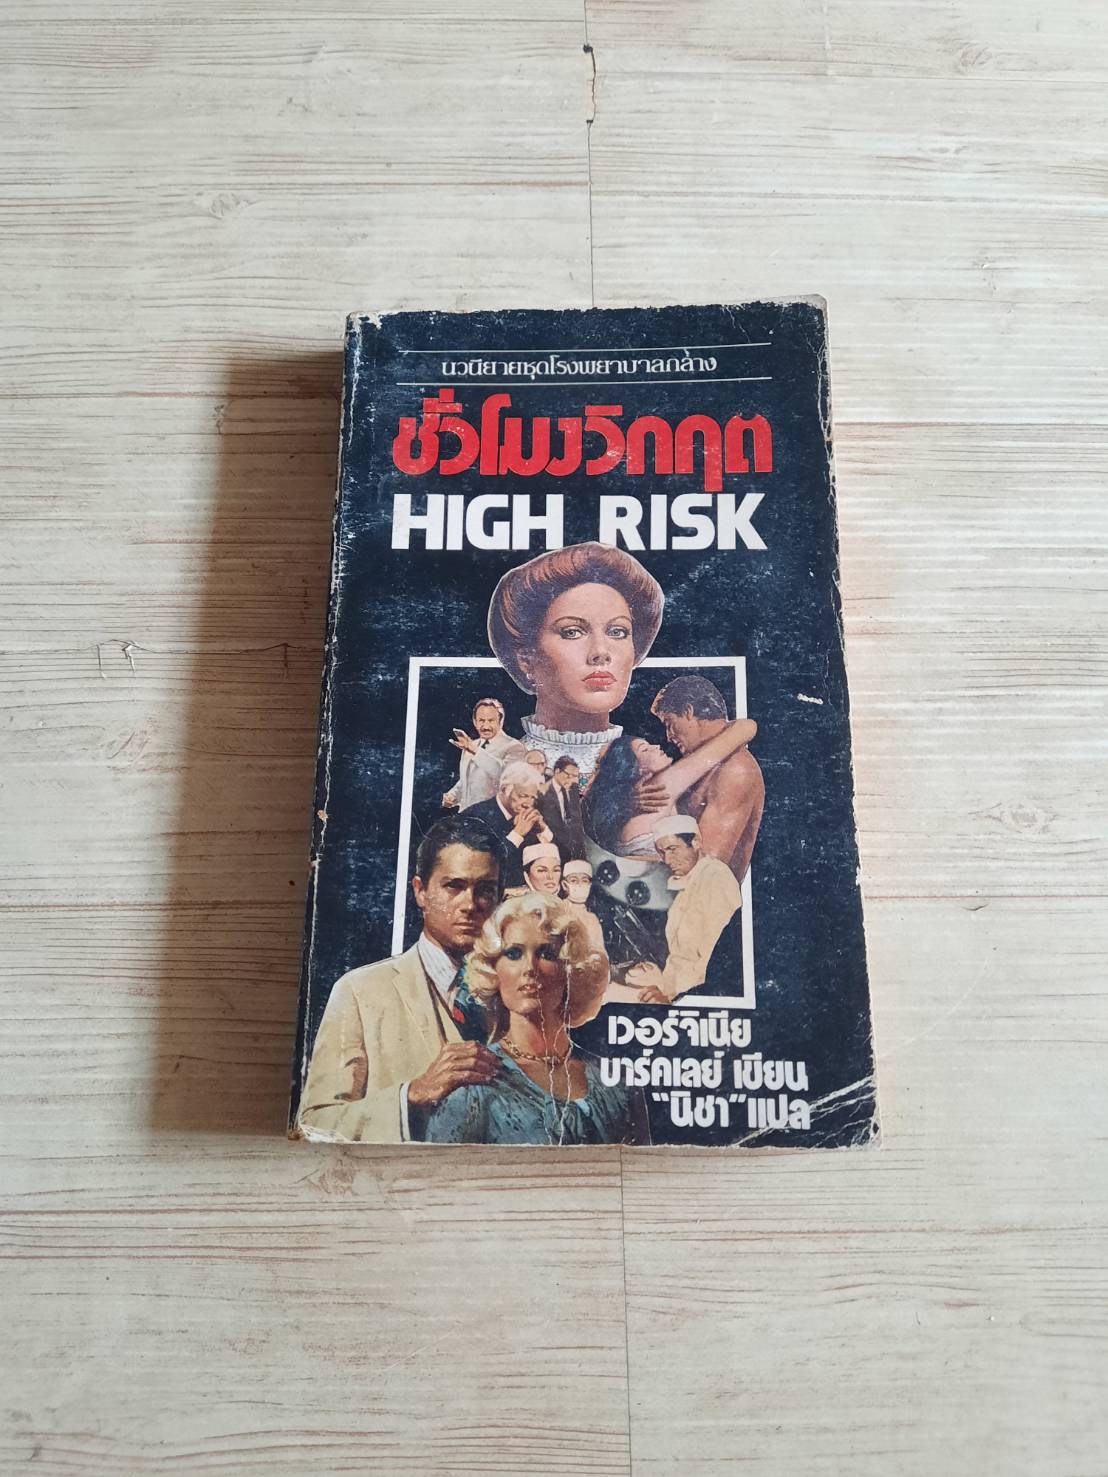 นวนิยายชุดโรงพยาบาลกลาง
ชั่วโมงวิกฤต
HIGH RISK
เวอร์จิเนีย
บาร์คเลย์ เขียน
"นิชา" แปล